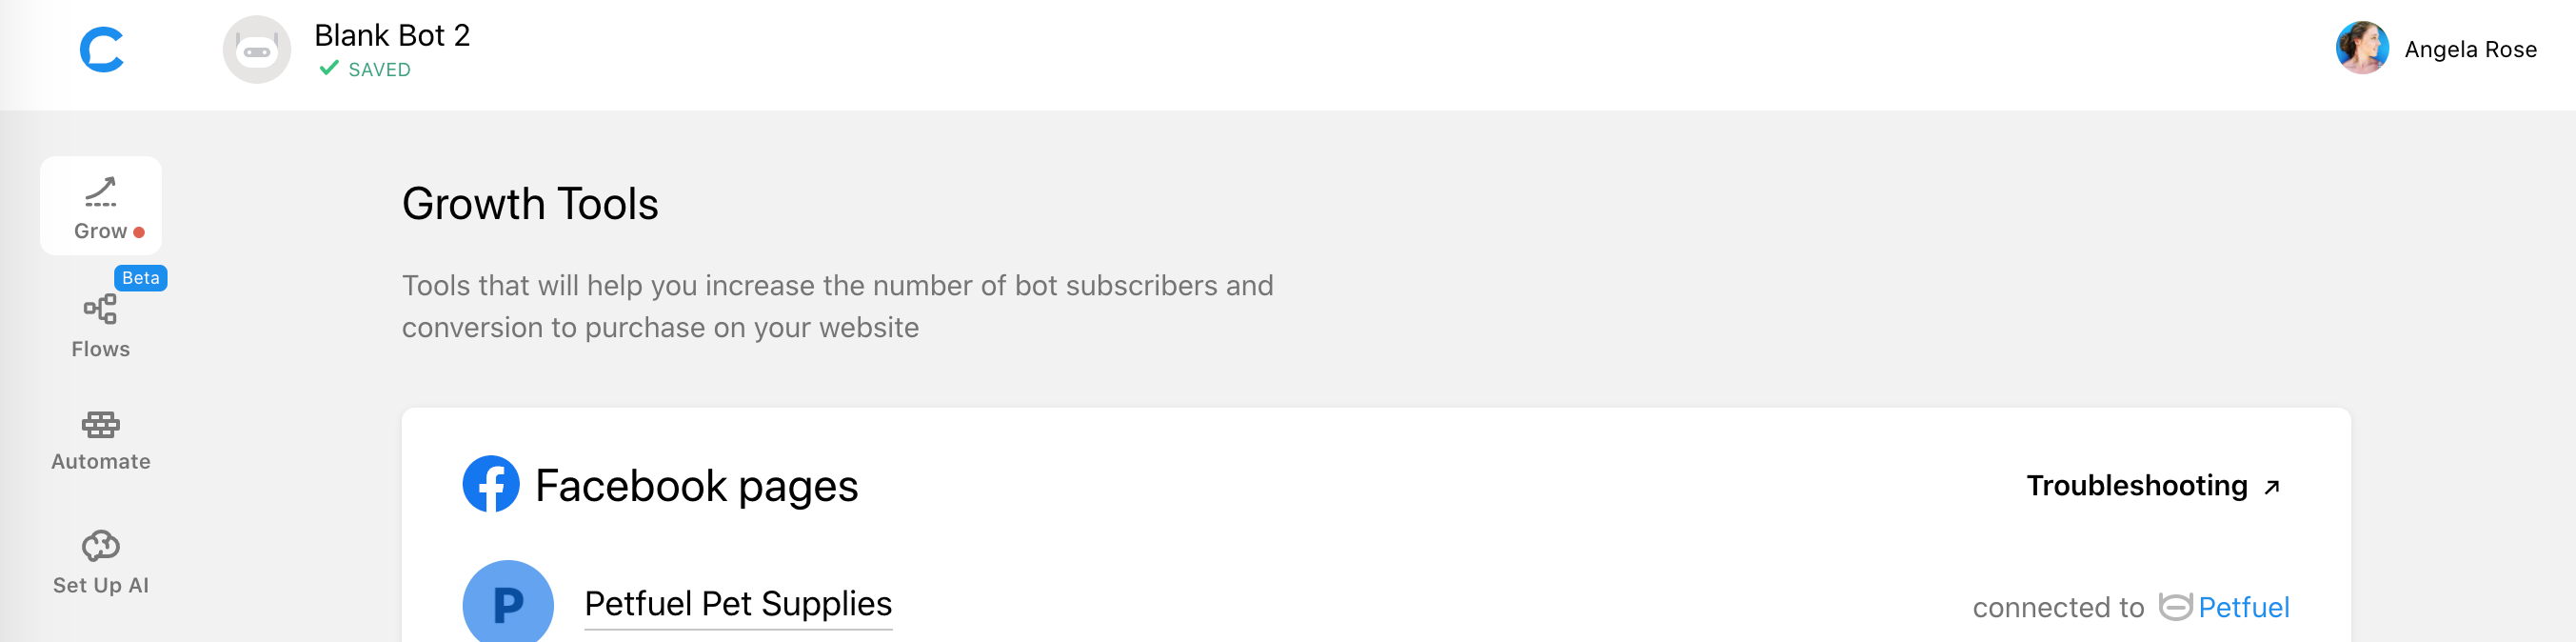 Blank Bot 2
SAVED
Angela Rose
Grow
Beta
Flows
Automate
Set Up AI
Growth Tools
Tools that will help you increase the number of bot subscribers and
conversion to purchase on your website
Facebook pages
Troubleshooting ↗
P
Petfuel Pet Supplies
connected to Petfuel